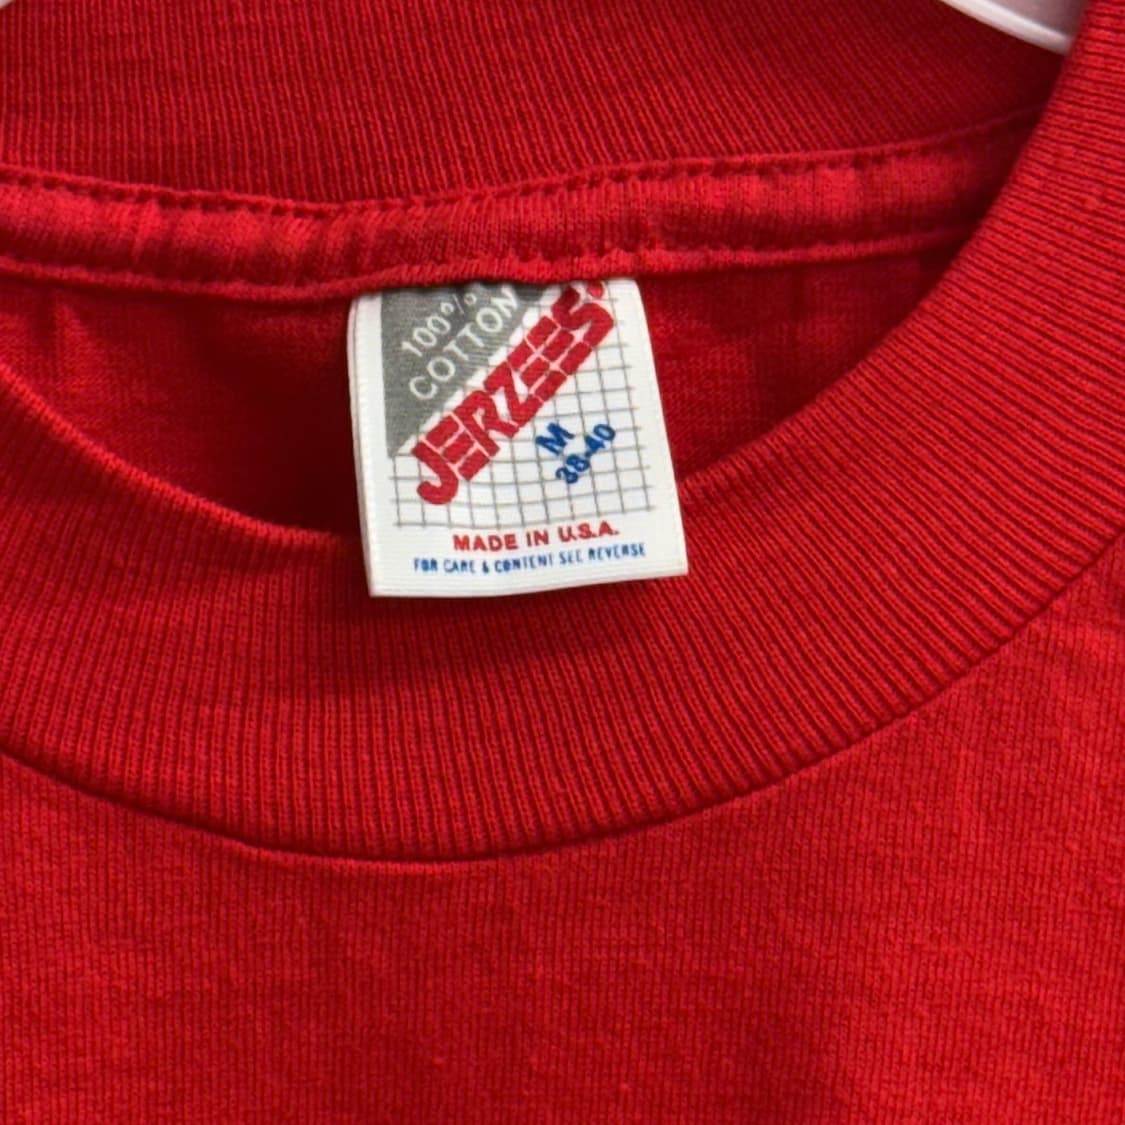 100%
COTTON
JERZEES
M
38-40
MADE IN U.S.A.
FOR CARE & CONTENT SEE REVERSE